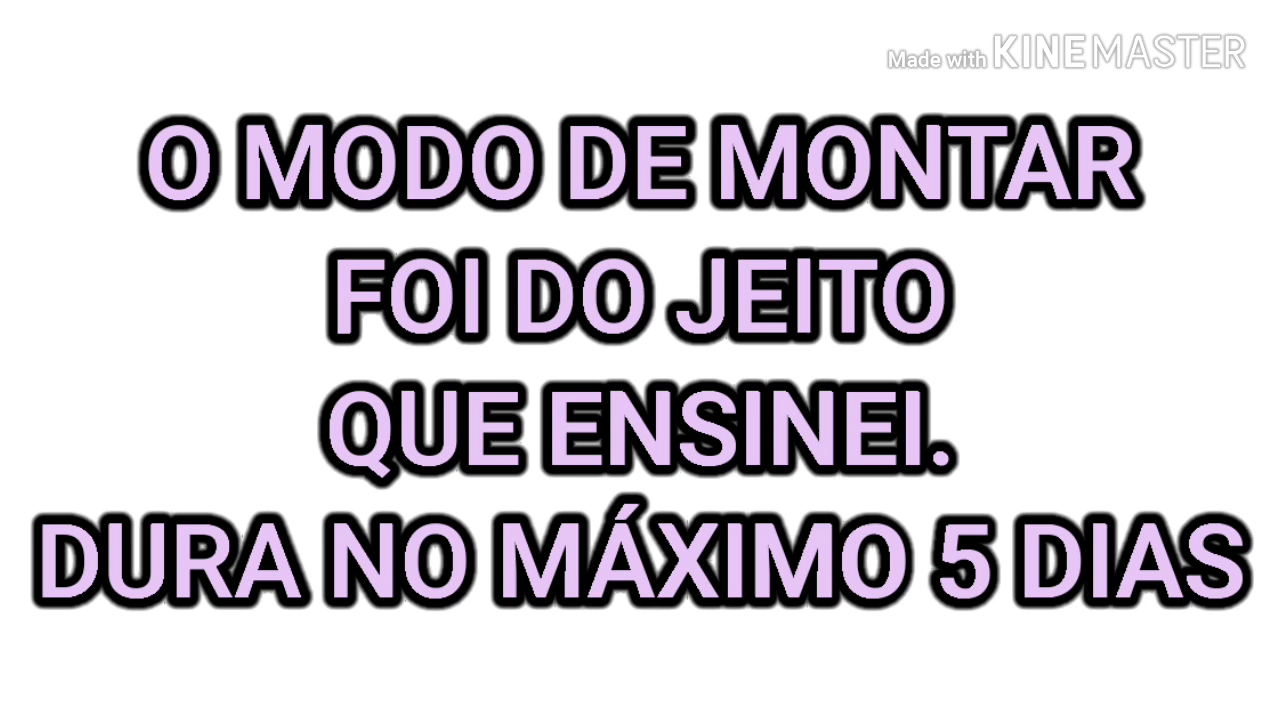 Made with KINEMASTER
O MODO DE MONTAR
FOI DO JEITO
QUE ENSINEI.
DURA NO MÁXIMO 5 DIAS